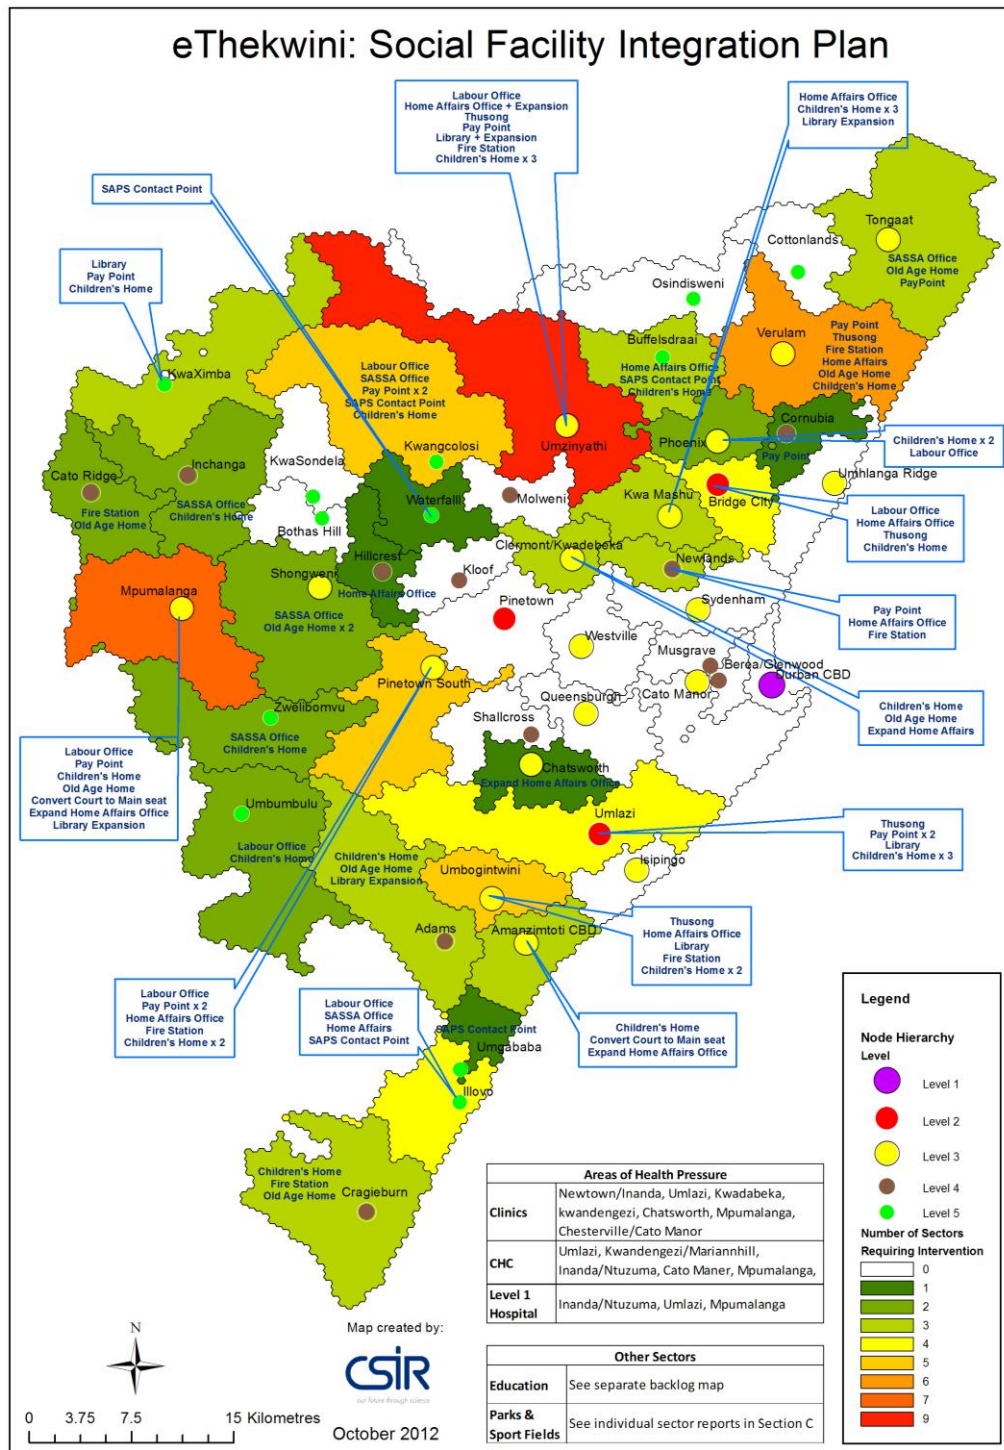 eThekwini: Social Facility Integration Plan
Labour Office
Home Affairs Office + Expansion
Thusong
Pay Point
Library + Expansion
Fire Station
Children's Home x 3
Home Affairs Office
Children's Home x 3
Library Expansion
SAPS Contact Point
Library
Pay Point
Children's Home
Tongaat
SASSA Office
Old Age Home
PayPoint
Cottonlands
Osindisweni
Verulam
Pay Point
Thusong
Fire Station
Home Affairs
Old Age Home
Children's Home
Buffelsdraai
Home Affairs Office
SAPS Contact Point
Children's Home
KwaXimba
Labour Office
SASSA Office
Pay Point x 2
SAPS Contact Point
Children's Home
Kwangcolosi
Umzinyathi
Phoenix
Cornubia
Pay Point
Children's Home x 2
Labour Office
Cato Ridge
Fire Station
Old Age Home
Inchanga
SASSA Office
Children's Home
KwaSondela
Bothas Hill
Waterfalll
Molweni
Kwa Mashu
Bridge City
Umhlanga Ridge
Labour Office
Home Affairs Office
Thusong
Children's Home
Hillcrest
Home Affairs Office
Kloof
Clermont/Kwadebeka
Newlands
Pay Point
Home Affairs Office
Fire Station
Mpumalanga
Shongweni
SASSA Office
Old Age Home x 2
Pinetown
Sydenham
Westville
Musgrave
Berea/Glenwood
Durban CBD
Cato Manor
Pinetown South
Queensburgh
Children's Home
Old Age Home
Expand Home Affairs
Zwelibomvu
SASSA Office
Children's Home
Shallcross
Chatsworth
Expand Home Affairs Office
Labour Office
Pay Point
Children's Home
Old Age Home
Convert Court to Main seat
Expand Home Affairs Office
Library Expansion
Umbumbulu
Labour Office
Children's Home
Umlazi
Thusong
Pay Point x 2
Library
Children's Home x 3
Children's Home
Old Age Home
Library Expansion
Isipingo
Umbogintwini
Adams
Amanzimtoti CBD
Thusong
Home Affairs Office
Library
Fire Station
Children's Home x 2
Labour Office
Pay Point x 2
Home Affairs Office
Fire Station
Children's Home x 2
Labour Office
SASSA Office
Home Affairs
SAPS Contact Point
SAPS Contact Point
Umgababa
Children's Home
Convert Court to Main seat
Expand Home Affairs Office
Illovo
Children's Home
Fire Station
Old Age Home
Cragieburn
Legend
Node Hierarchy
Level
Level 1
Level 2
Level 3
Level 4
Level 5
Number of Sectors
Requiring Intervention
0
1
2
3
4
5
6
7
9
Areas of Health Pressure
Clinics
Newtown/Inanda, Umlazi, Kwadabeka,
kwandengezi, Chatsworth, Mpumalanga,
Chesterville/Cato Manor
CHC
Umlazi, Kwandengezi/Mariannhill,
Inanda/Ntuzuma, Cato Maner, Mpumalanga,
Level 1
Hospital
Inanda/Ntuzuma, Umlazi, Mpumalanga
Other Sectors
Education
See separate backlog map
Parks &
Sport Fields
See individual sector reports in Section C
N
Map created by:
CSIR
our future through science
October 2012
0 3.75 7.5 15 Kilometres